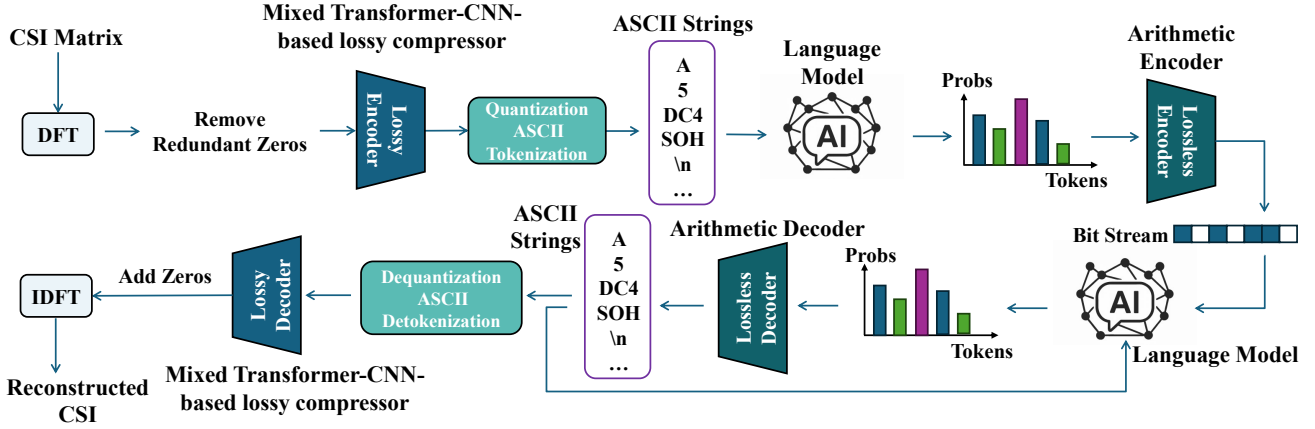 CSI Matrix
DFT
Remove
Redundant Zeros
Mixed Transformer-CNN-
based lossy compressor
Lossy
Encoder
Quantization
ASCII
Tokenization
ASCII Strings
A
5
DC4
SOH
\n
...
Language
Model
AI
Probs
Tokens
Arithmetic
Encoder
Lossless
Encoder
Bit Stream
AI
Language Model
Probs
Tokens
Arithmetic Decoder
Lossless
Decoder
ASCII
Strings
A
5
DC4
SOH
\n
...
Dequantization
ASCII
Detokenization
Lossy
Decoder
Mixed Transformer-CNN-
based lossy compressor
Add Zeros
IDFT
Reconstructed
CSI